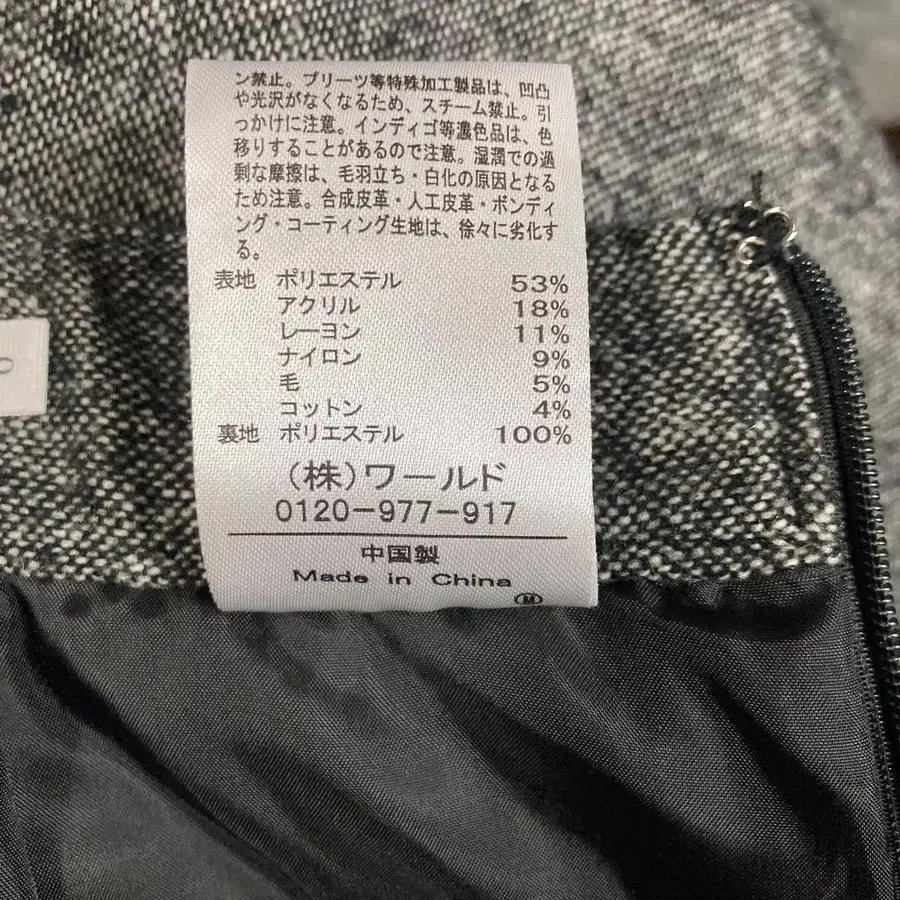 ン禁止。プリーツ等特殊加工製品は、凹凸
や光沢がなくなるため、スチーム禁止。引
っかけに注意。インディゴ等濃色品は、色
移りすることがあるので注意。湿潤での過
剰な摩擦は、毛羽立ち・白化の原因となる
ため注意。合成皮革・人工皮革・ボンディ
ング・コーティング生地は、徐々に劣化す
る。
表地 ポリエステル 53%
アクリル 18%
レーヨン 11%
ナイロン 9%
毛 5%
コットン 4%
裏地 ポリエステル 100%
(株)ワールド
0120-977-917
中国製
Made in China
M